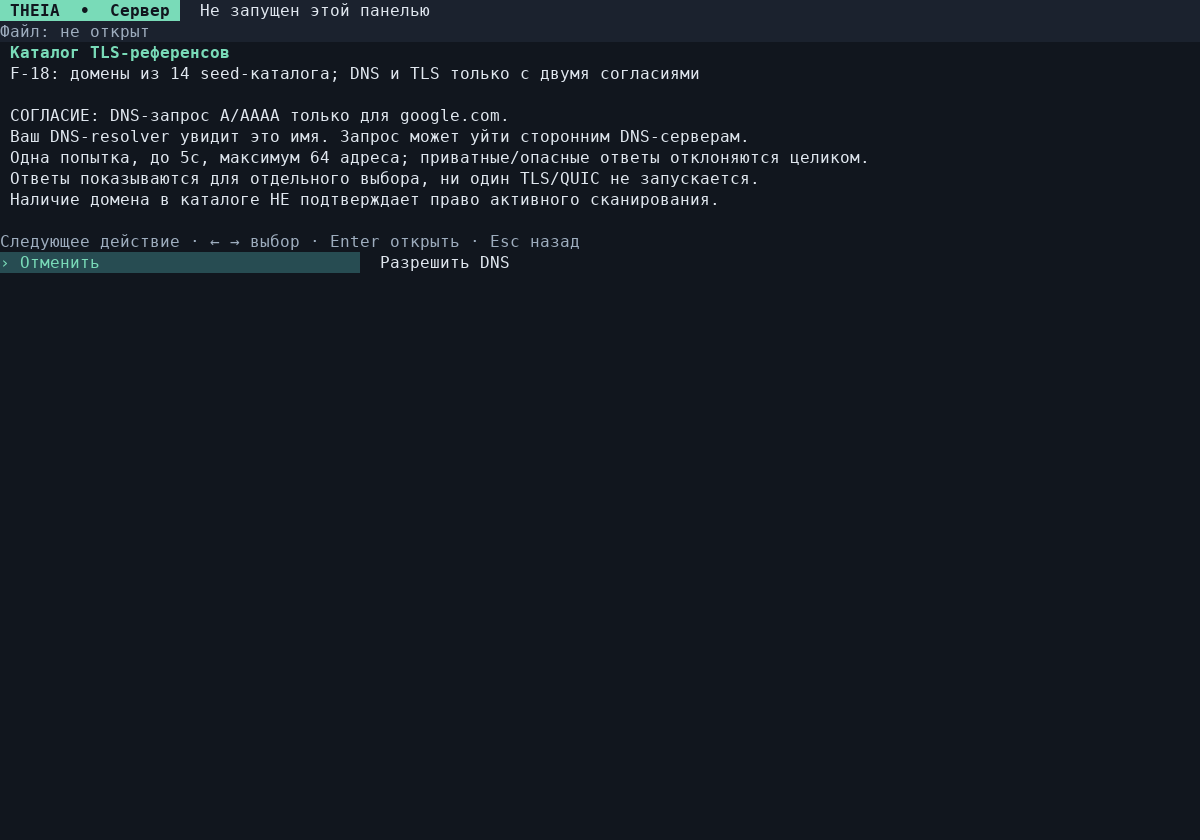 THEIA • Сервер Не запущен этой панелью
Файл: не открыт
Каталог TLS-референсов
F-18: домены из 14 seed-каталога; DNS и TLS только с двумя согласиями
СОГЛАСИЕ: DNS-запрос A/AAAA только для google.com.
Ваш DNS-resolver увидит это имя. Запрос может уйти сторонним DNS-серверам.
Одна попытка, до 5с, максимум 64 адреса; приватные/опасные ответы отклоняются целиком.
Ответы показываются для отдельного выбора, ни один TLS/QUIC не запускается.
Наличие домена в каталоге НЕ подтверждает право активного сканирования.
Следующее действие · ← → выбор · Enter открыть · Esc назад
› Отменить Разрешить DNS